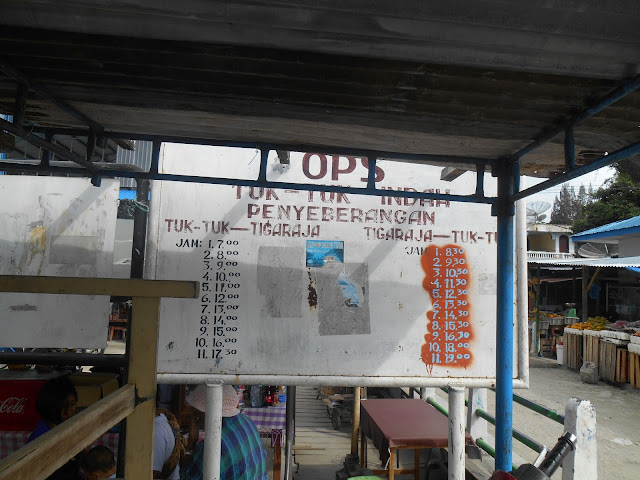 OPS
TUK-TUK INDAH
PENYEBERANGAN
TUK-TUK—TIGARAJA
JAM: 1. 7.00
2. 8.00
3. 9.00
4. 10.00
5. 11.00
6. 12.00
7. 13.00
8. 14.00
9. 15.00
10. 16.00
11. 17.30
TIGARAJA—TUK-TU
JAM 1. 8.30
2. 9.30
3. 10.30
4. 11.30
5. 12.30
6. 13.30
7. 14.30
8. 15.30
9. 16.30
10. 18.00
11. 19.00
Coca